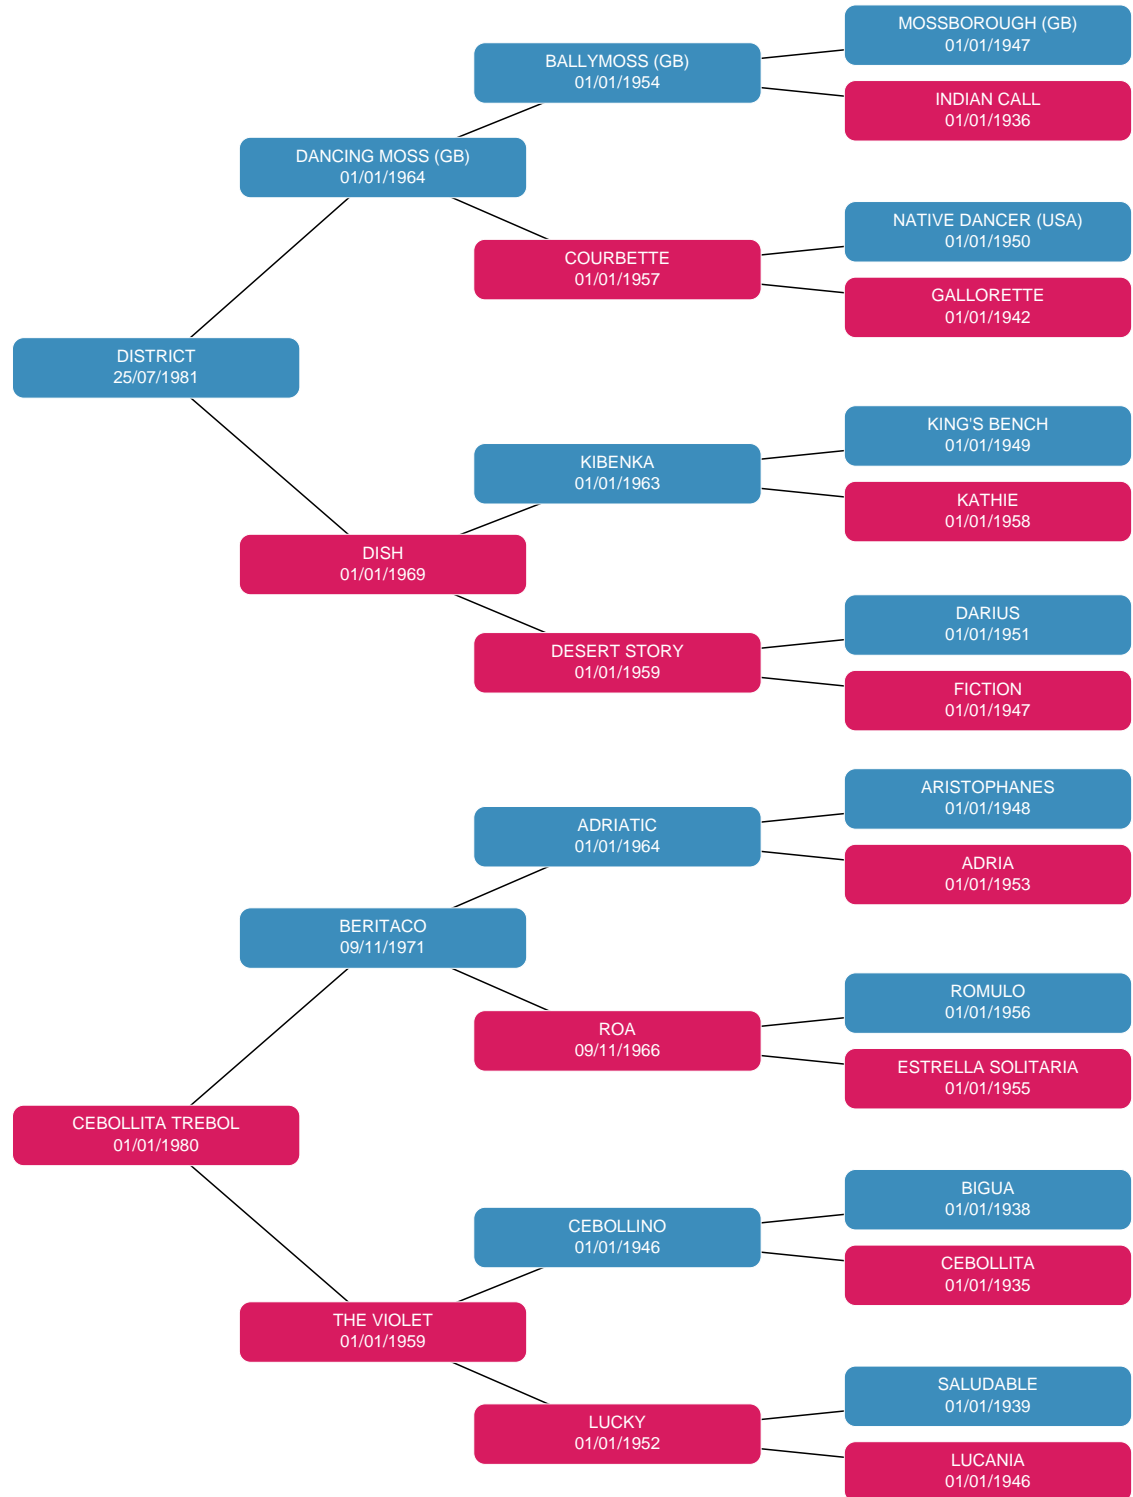 MOSSBOROUGH (GB)
01/01/1947
BALLYMOSS (GB)
01/01/1954
INDIAN CALL
01/01/1936
DANCING MOSS (GB)
01/01/1964
NATIVE DANCER (USA)
01/01/1950
COURBETTE
01/01/1957
GALLORETTE
01/01/1942
DISTRICT
25/07/1981
KING'S BENCH
01/01/1949
KIBENKA
01/01/1963
KATHIE
01/01/1958
DISH
01/01/1969
DARIUS
01/01/1951
DESERT STORY
01/01/1959
FICTION
01/01/1947
ARISTOPHANES
01/01/1948
ADRIATIC
01/01/1964
ADRIA
01/01/1953
BERITACO
09/11/1971
ROMULO
01/01/1956
ROA
09/11/1966
ESTRELLA SOLITARIA
01/01/1955
CEBOLLITA TREBOL
01/01/1980
BIGUA
01/01/1938
CEBOLLINO
01/01/1946
CEBOLLITA
01/01/1935
THE VIOLET
01/01/1959
SALUDABLE
01/01/1939
LUCKY
01/01/1952
LUCANIA
01/01/1946